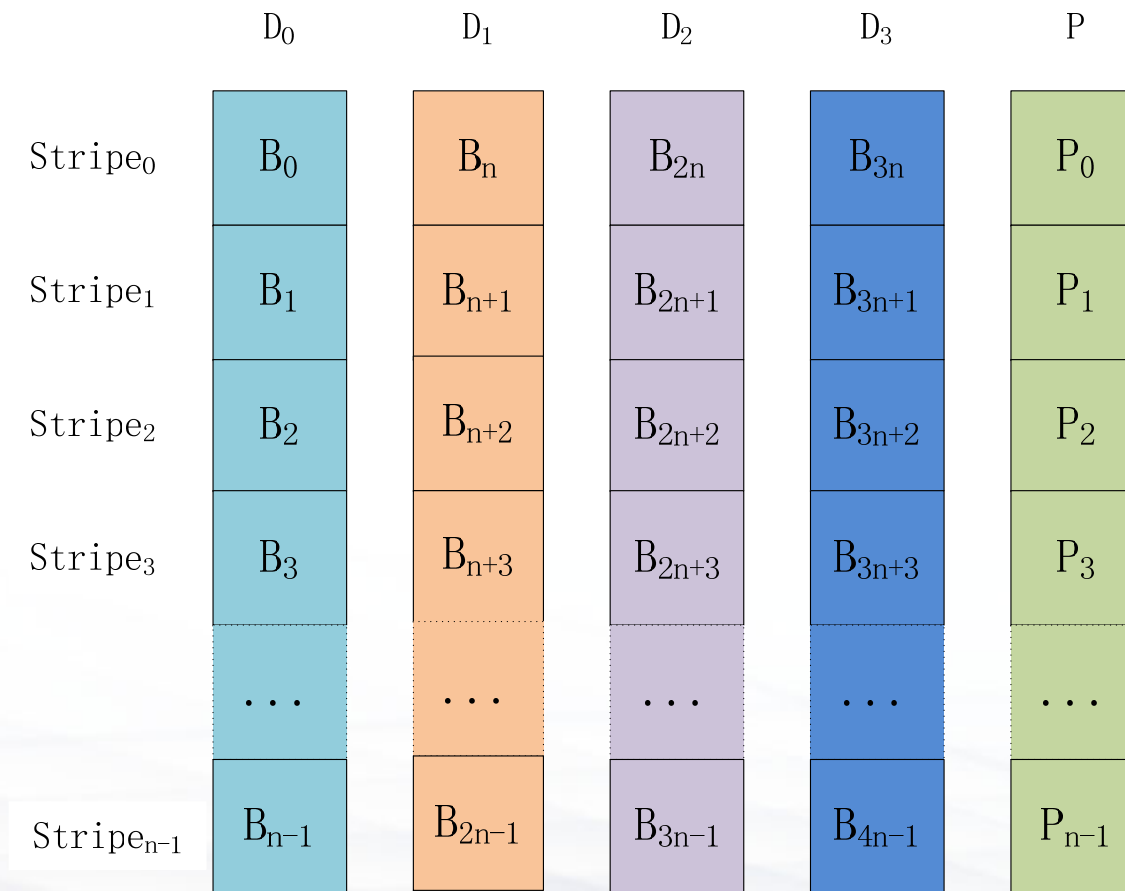 D₀ D₁ D₂ D₃ P
Stripe₀ B₀ Bₙ B₂ₙ B₃ₙ P₀
Stripe₁ B₁ Bₙ₊₁ B₂ₙ₊₁ B₃ₙ₊₁ P₁
Stripe₂ B₂ Bₙ₊₂ B₂ₙ₊₂ B₃ₙ₊₂ P₂
Stripe₃ B₃ Bₙ₊₃ B₂ₙ₊₃ B₃ₙ₊₃ P₃
... ... ... ... ...
Stripeₙ₋₁ Bₙ₋₁ B₂ₙ₋₁ B₃ₙ₋₁ B₄ₙ₋₁ Pₙ₋₁